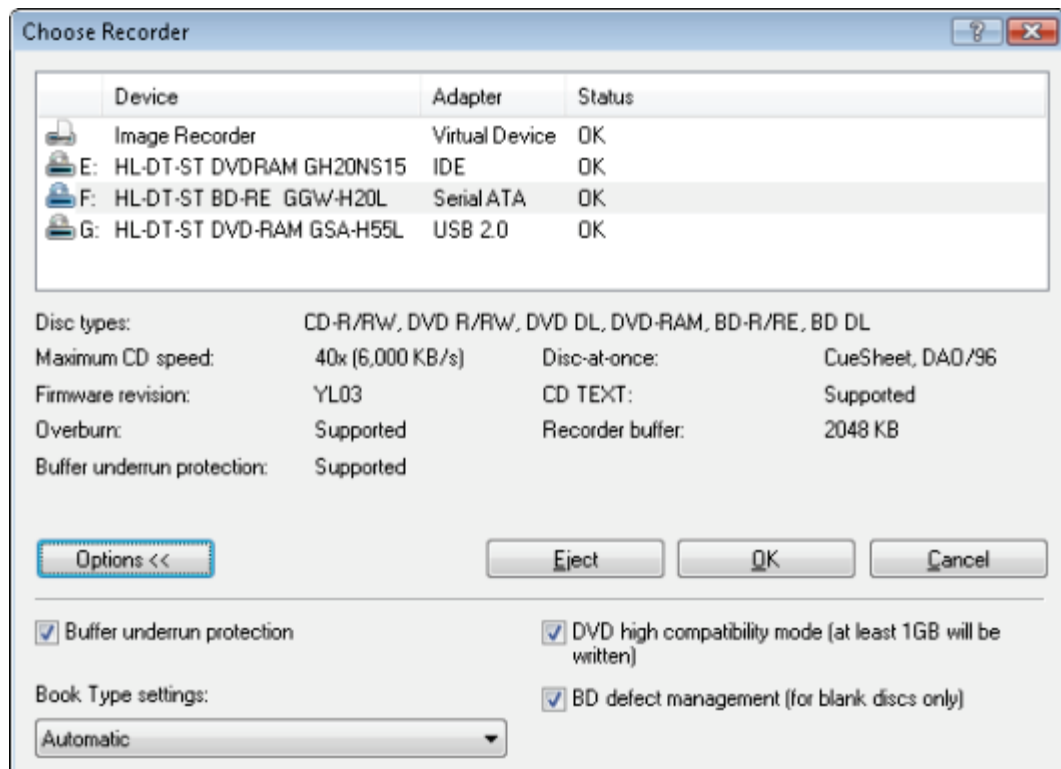 Choose Recorder
Device Adapter Status
Image Recorder Virtual Device OK
E: HL-DT-ST DVDRAM GH20NS15 IDE OK
F: HL-DT-ST BD-RE GGW-H20L Serial ATA OK
G: HL-DT-ST DVD-RAM GSA-H55L USB 2.0 OK
Disc types: CD-R/RW, DVD R/RW, DVD DL, DVD-RAM, BD-R/RE, BD DL
Maximum CD speed: 40x (6,000 KB/s) Disc-at-once: CueSheet, DAO/96
Firmware revision: YL03 CD TEXT: Supported
Overburn: Supported Recorder buffer: 2048 KB
Buffer underrun protection: Supported
Options << Eject OK Cancel
Buffer underrun protection
DVD high compatibility mode (at least 1GB will be
written)
Book Type settings:
BD defect management (for blank discs only)
Automatic